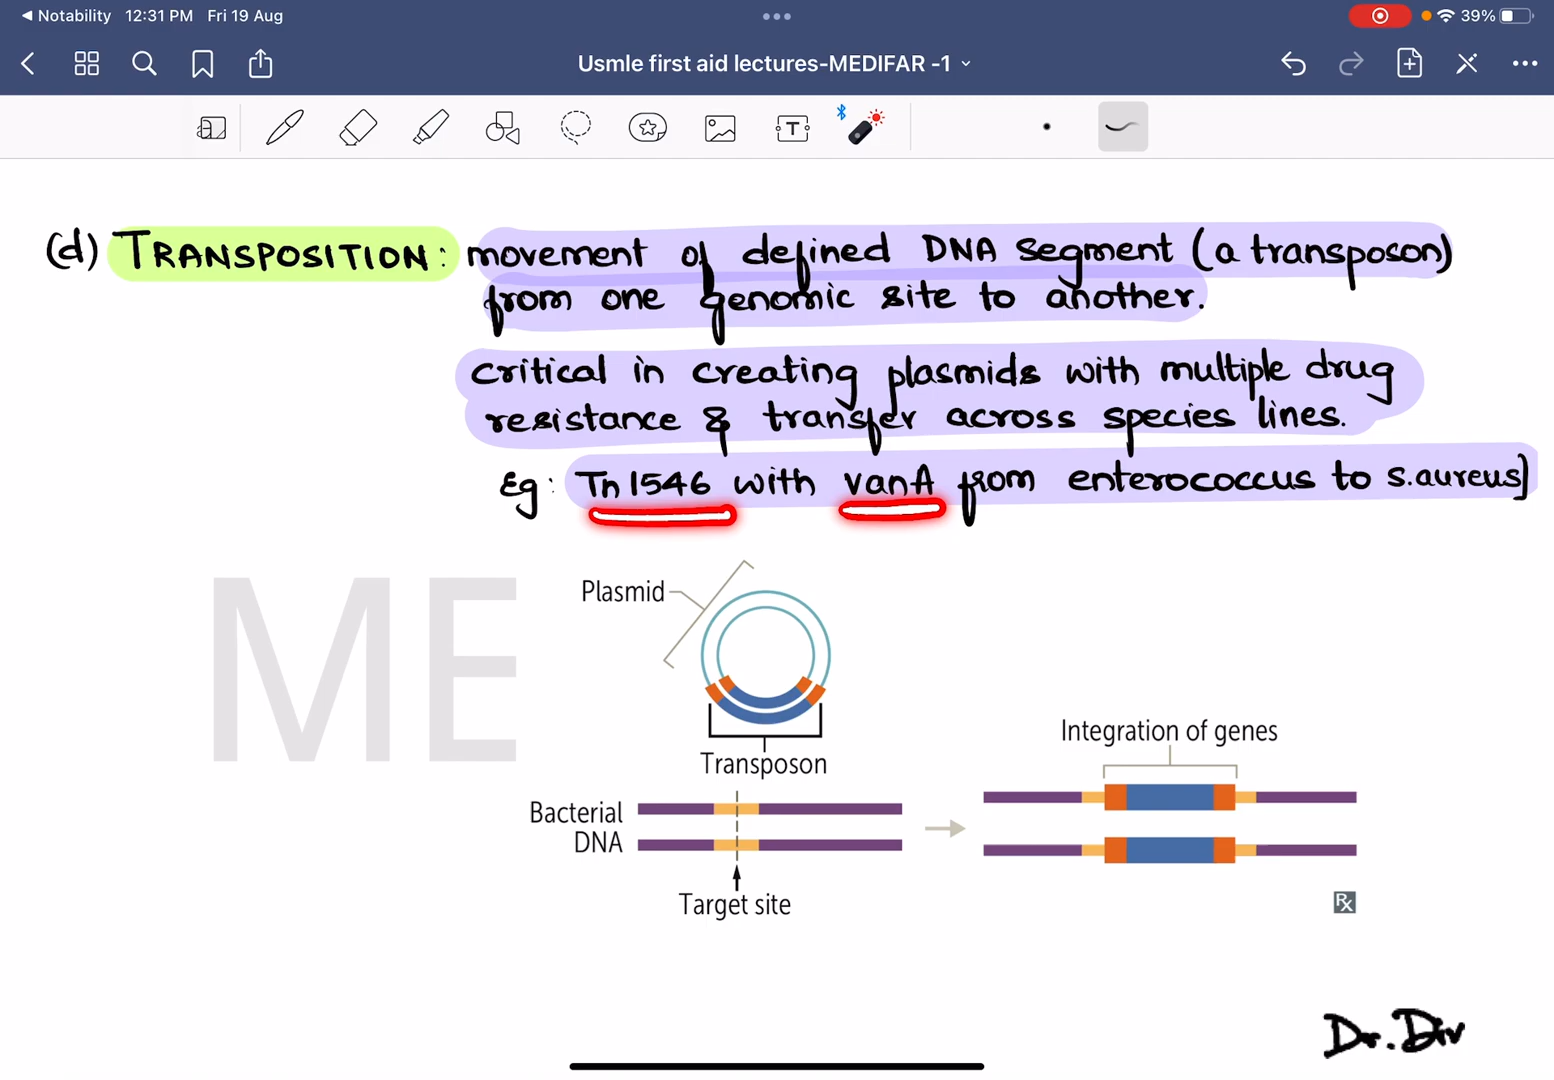 Notability 12:31 PM Fri 19 Aug 39%
Usmle first aid lectures-MEDIFAR -1
T
(d) TRANSPOSITION: movement of defined DNA segment (a transposon)
from one genomic site to another.
critical in creating plasmids with multiple drug
resistance & transfer across species lines.
Eg: Tn1546 with vanA from enterococcus to s.aureus]
ME
Plasmid
Transposon
Integration of genes
Bacterial
DNA
Target site
Rx
Dr.Div